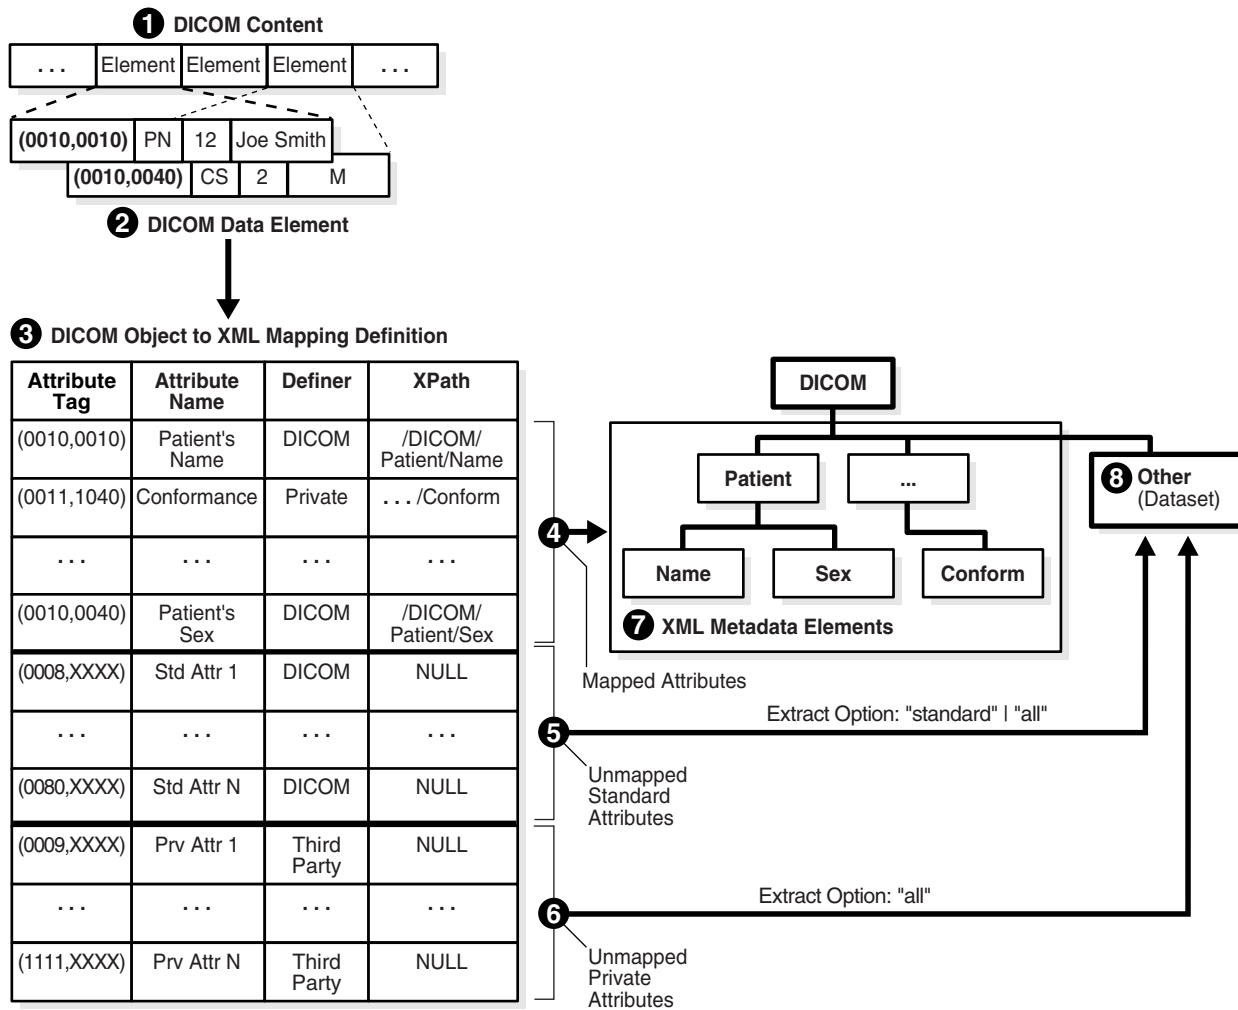 1 DICOM Content
. . . Element Element Element . . .
(0010,0010) PN 12 Joe Smith
(0010,0040) CS 2 M
2 DICOM Data Element
3 DICOM Object to XML Mapping Definition
Attribute Tag Attribute Name Definer XPath
(0010,0010) Patient's Name DICOM /DICOM/ Patient/Name
(0011,1040) Conformance Private . . . /Conform
. . . . . . . . . . . .
(0010,0040) Patient's Sex DICOM /DICOM/ Patient/Sex
(0008,XXXX) Std Attr 1 DICOM NULL
. . . . . . . . . . . .
(0080,XXXX) Std Attr N DICOM NULL
(0009,XXXX) Prv Attr 1 Third Party NULL
. . . . . . . . . . . .
(1111,XXXX) Prv Attr N Third Party NULL
4
Mapped Attributes
5
Unmapped
Standard
Attributes
6
Unmapped
Private
Attributes
DICOM
Patient ...
Name Sex Conform
7 XML Metadata Elements
8 Other
(Dataset)
Extract Option: "standard" | "all"
Extract Option: "all"